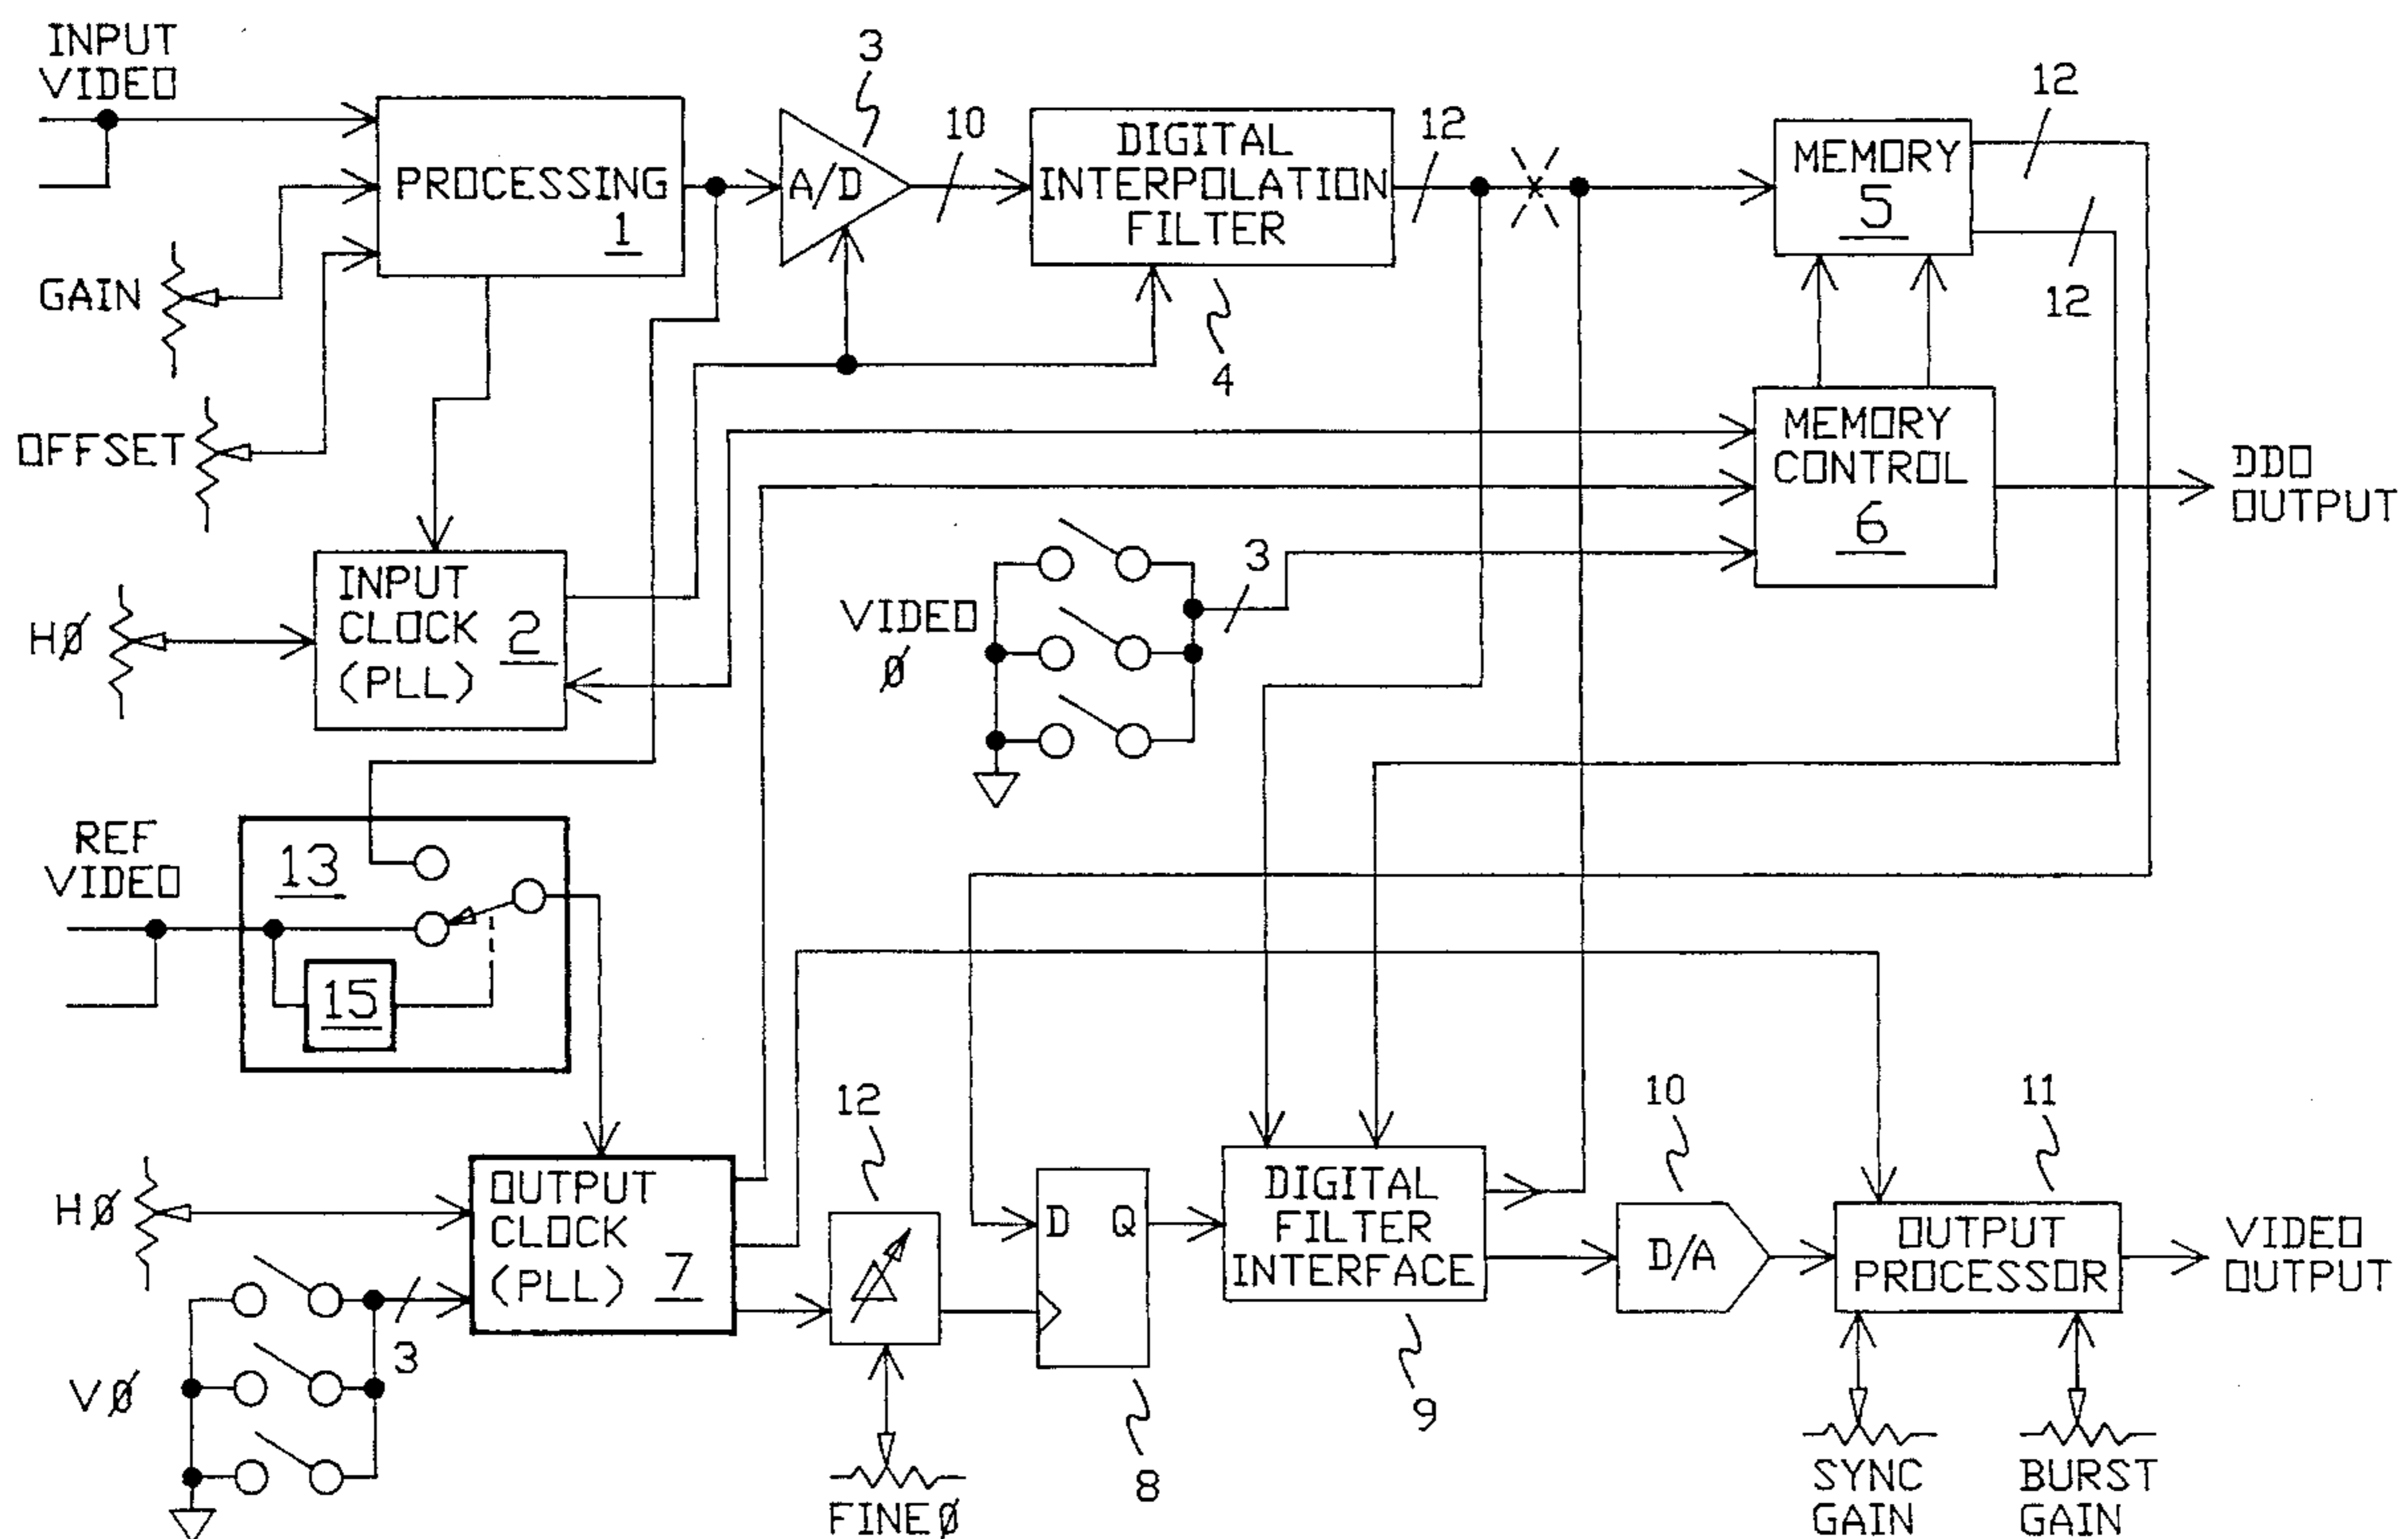 INPUT
VIDEO
PROCESSING
1
GAIN
OFFSET
3
A/D
10
DIGITAL
INTERPOLATION
FILTER
4
12
MEMORY
5
12
12
MEMORY
CONTROL
6
DDO
OUTPUT
HØ
INPUT
CLOCK
(PLL)
2
VIDEO
Ø
3
REF
VIDEO
13
15
HØ
VØ
3
OUTPUT
CLOCK
(PLL)
7
12
FINEØ
D Q
8
DIGITAL
FILTER
INTERFACE
9
10
D/A
11
OUTPUT
PROCESSOR
VIDEO
OUTPUT
SYNC
GAIN
BURST
GAIN